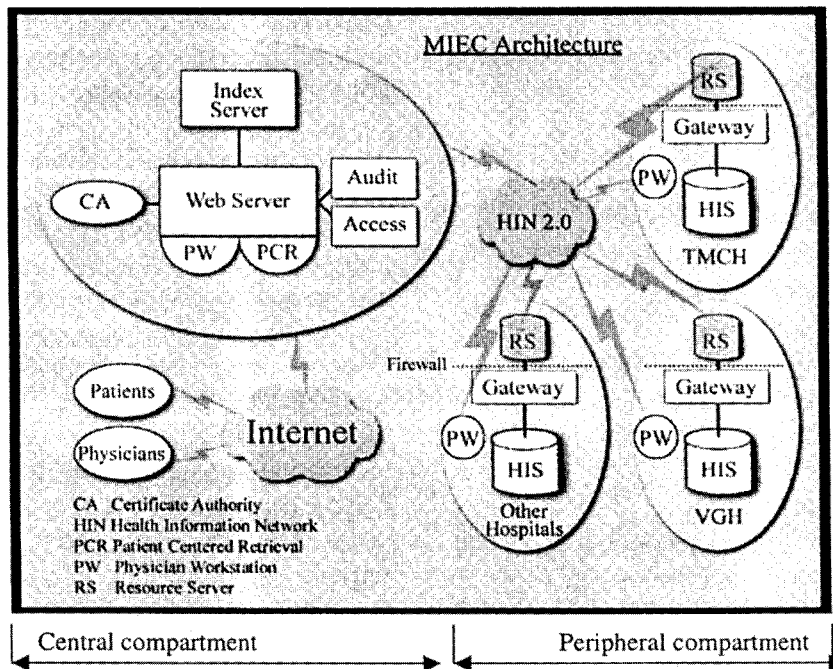 MIEC Architecture
Index
Server
CA
Web Server
Audit
Access
PW
PCR
HIN 2.0
RS
Gateway
PW
HIS
TMCH
Patients
Physicians
Internet
Firewall
RS
Gateway
PW
HIS
Other
Hospitals
RS
Gateway
PW
HIS
VGH
CA Certificate Authority
HIN Health Information Network
PCR Patient Centered Retrieval
PW Physician Workstation
RS Resource Server
Central compartment
Peripheral compartment